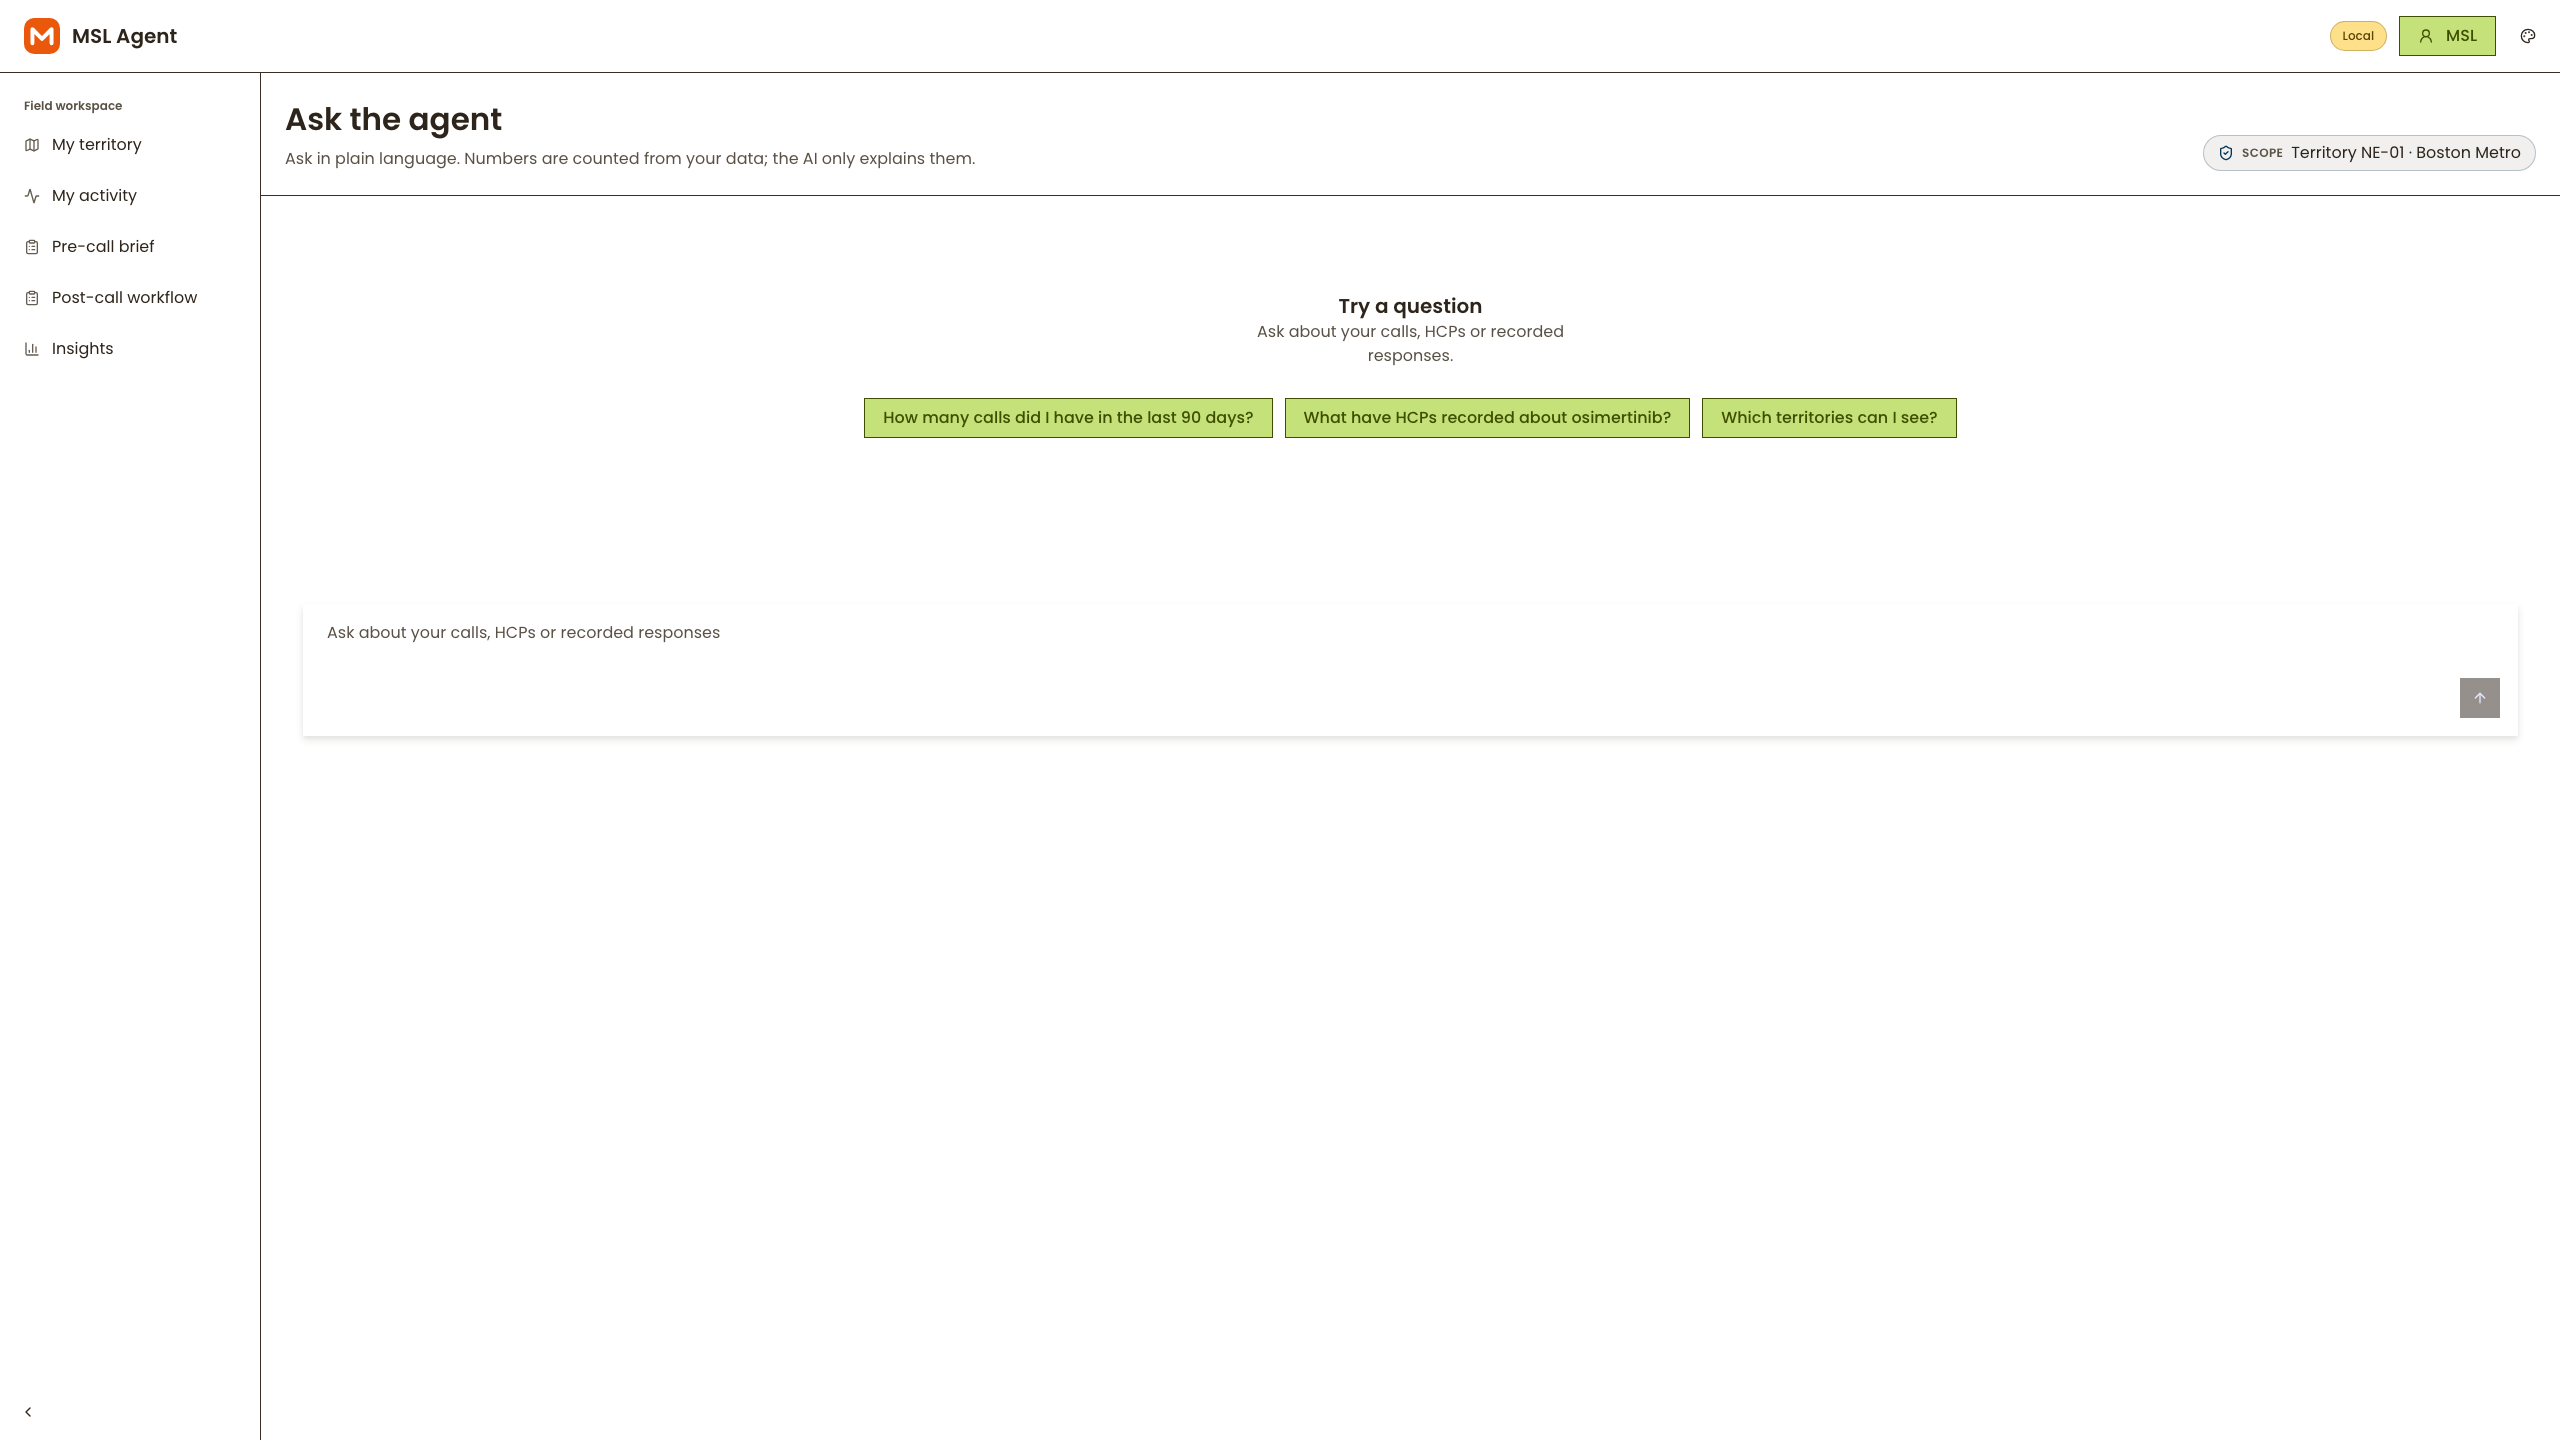 MSL Agent
Local
MSL
Field workspace
My territory
My activity
Pre-call brief
Post-call workflow
Insights
Ask the agent
Ask in plain language. Numbers are counted from your data; the AI only explains them.
SCOPE Territory NE-01 · Boston Metro
Try a question
Ask about your calls, HCPs or recorded
responses.
How many calls did I have in the last 90 days?
What have HCPs recorded about osimertinib?
Which territories can I see?
Ask about your calls, HCPs or recorded responses